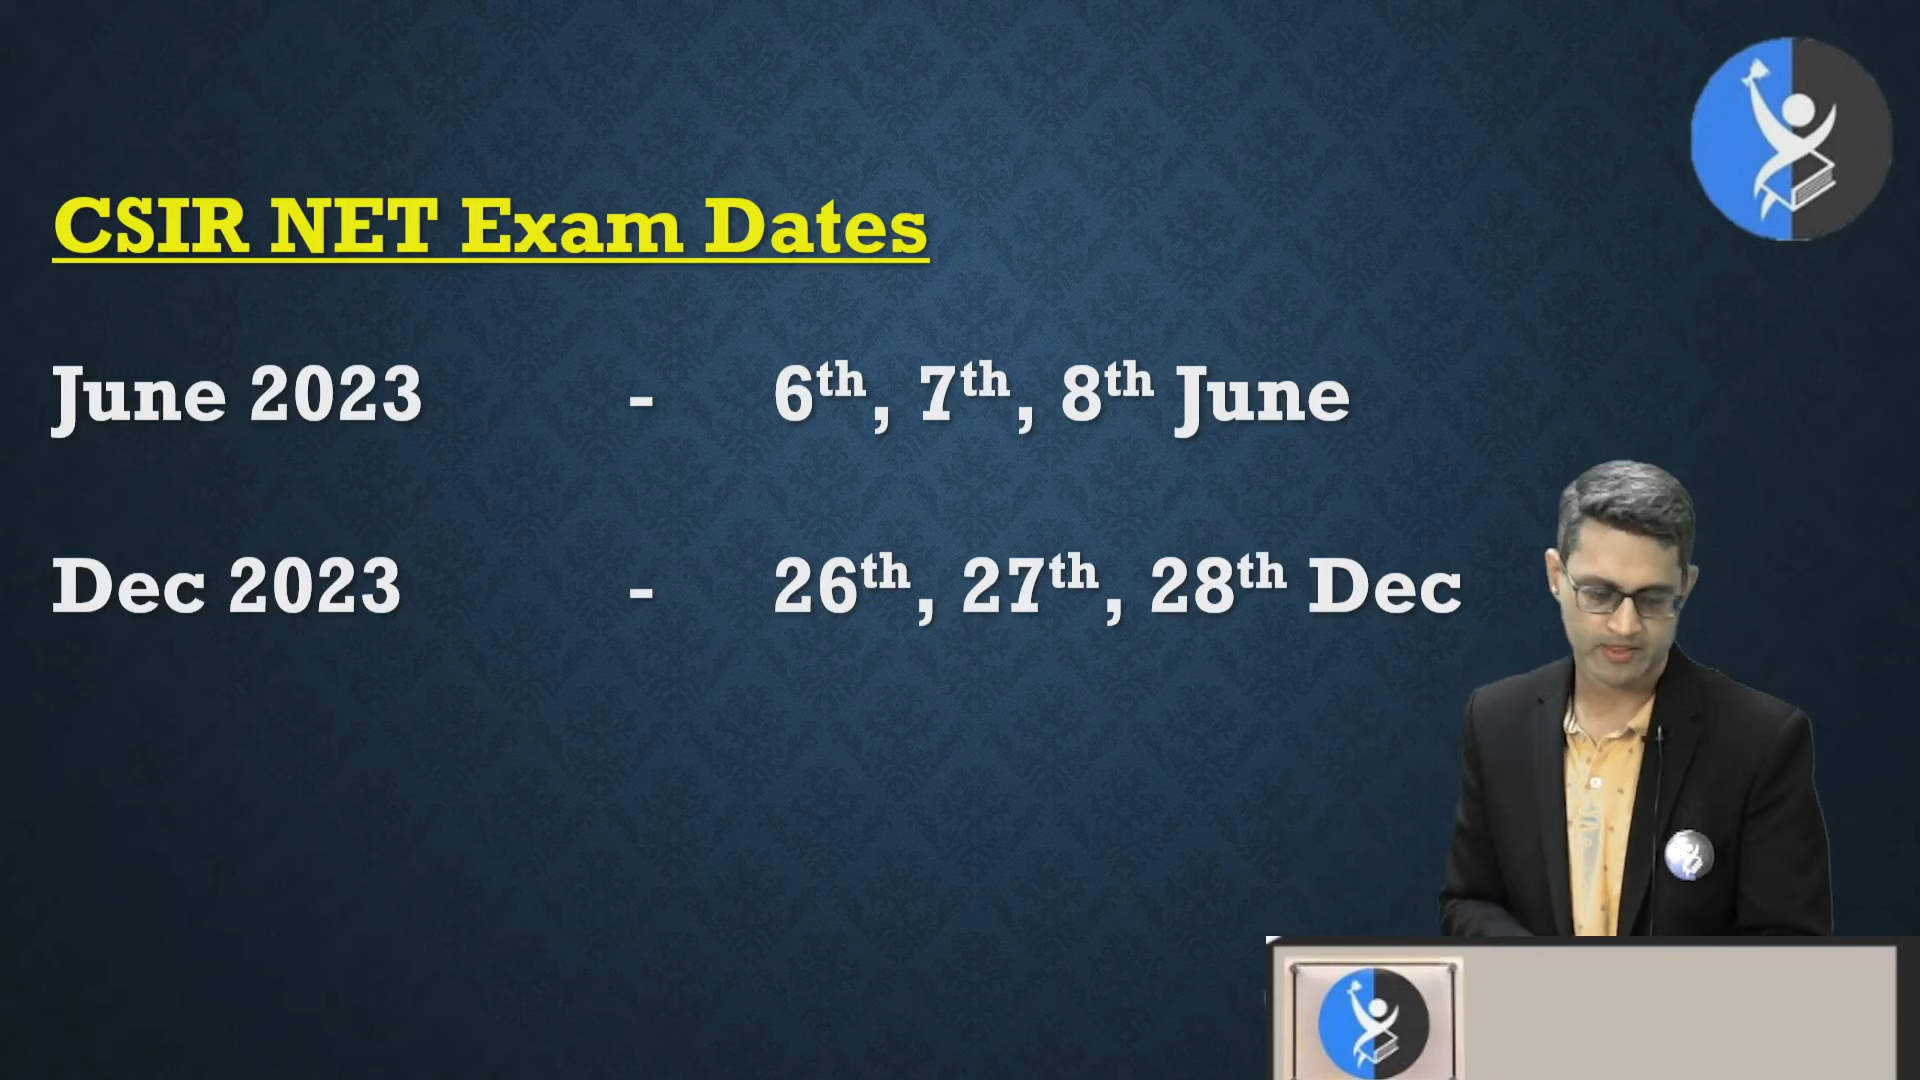 CSIR NET Exam Dates
June 2023 - 6th, 7th, 8th June
Dec 2023 - 26th, 27th, 28th Dec